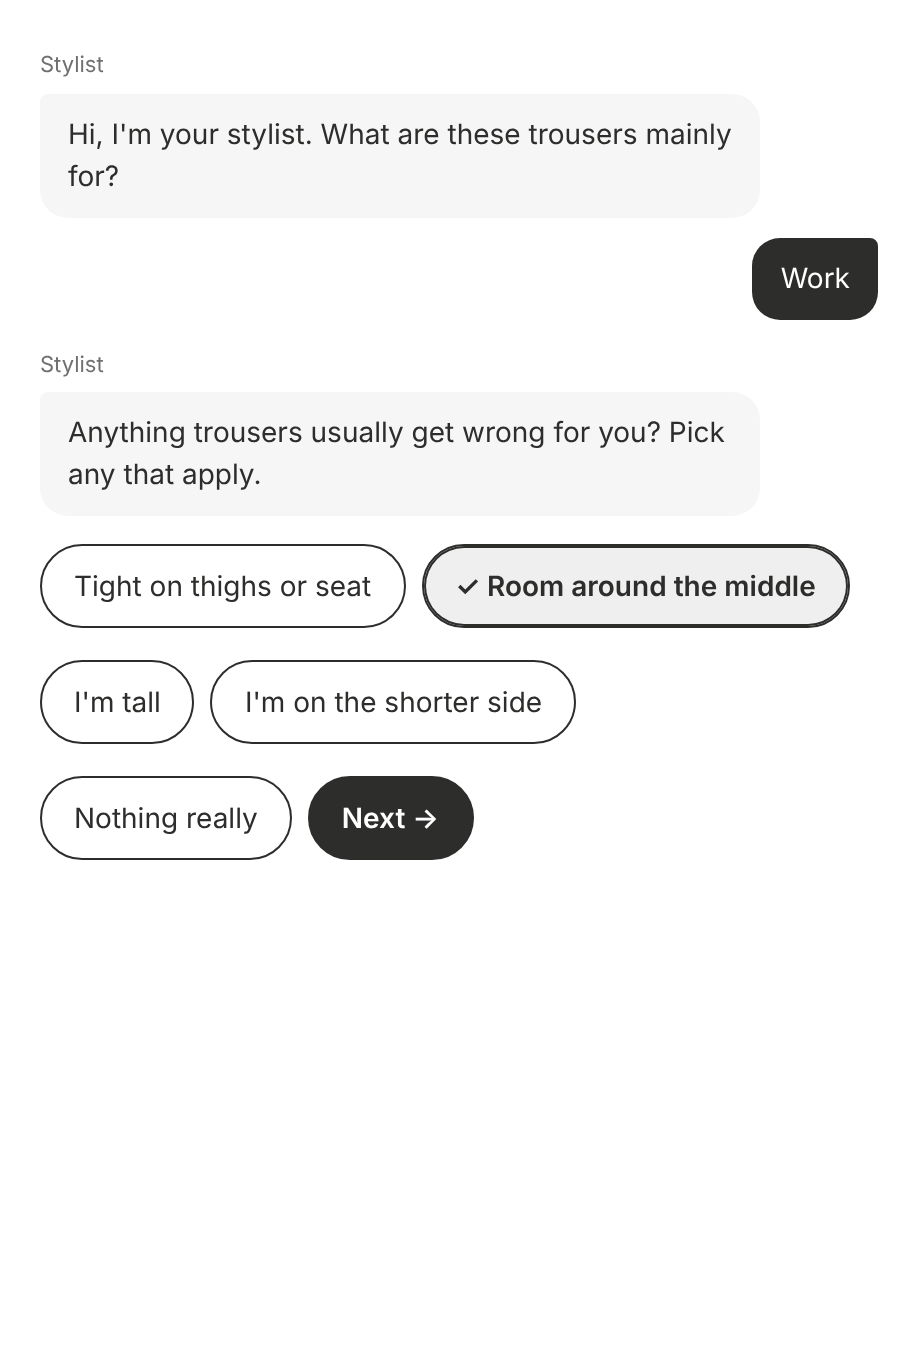 Stylist
Hi, I'm your stylist. What are these trousers mainly
for?
Work
Stylist
Anything trousers usually get wrong for you? Pick
any that apply.
Tight on thighs or seat
✓ Room around the middle
I'm tall
I'm on the shorter side
Nothing really
Next →